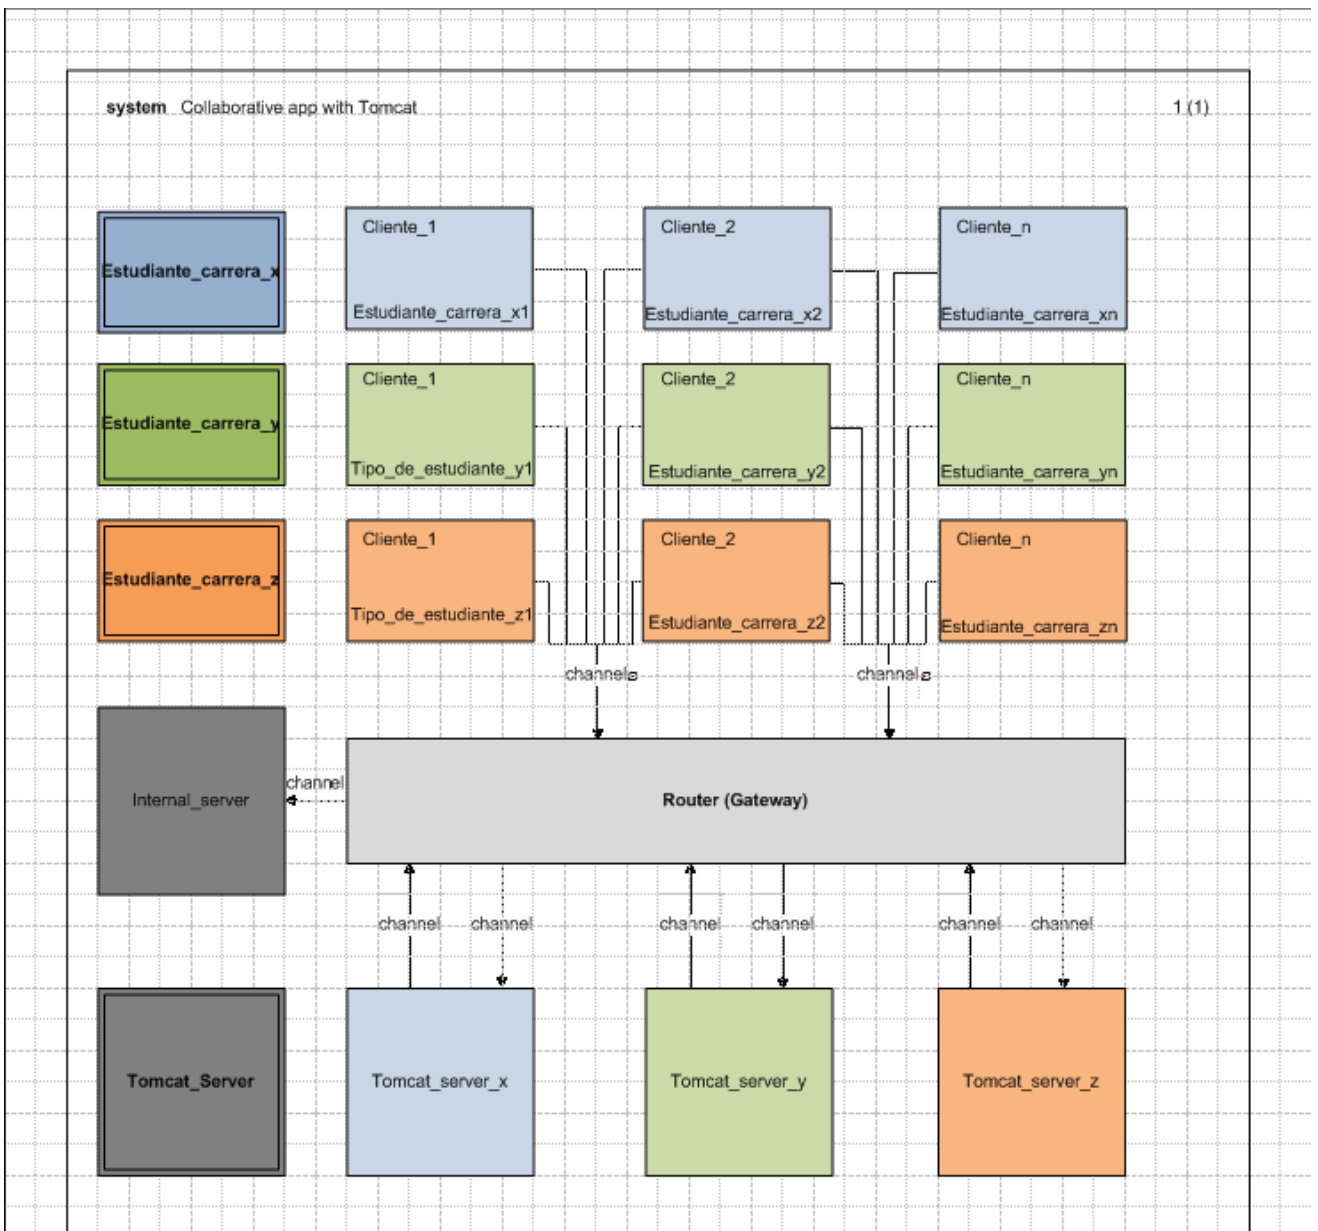 system Collaborative app with Tomcat 1 (1)
Estudiante_carrera_x
Cliente_1
Estudiante_carrera_x1
Cliente_2
Estudiante_carrera_x2
Cliente_n
Estudiante_carrera_xn
Estudiante_carrera_y
Cliente_1
Tipo_de_estudiante_y1
Cliente_2
Estudiante_carrera_y2
Cliente_n
Estudiante_carrera_yn
Estudiante_carrera_z
Cliente_1
Tipo_de_estudiante_z1
Cliente_2
Estudiante_carrera_z2
Cliente_n
Estudiante_carrera_zn
channels
channels
Internal_server
channel
Router (Gateway)
channel
channel
channel
channel
channel
channel
Tomcat_Server
Tomcat_server_x
Tomcat_server_y
Tomcat_server_z